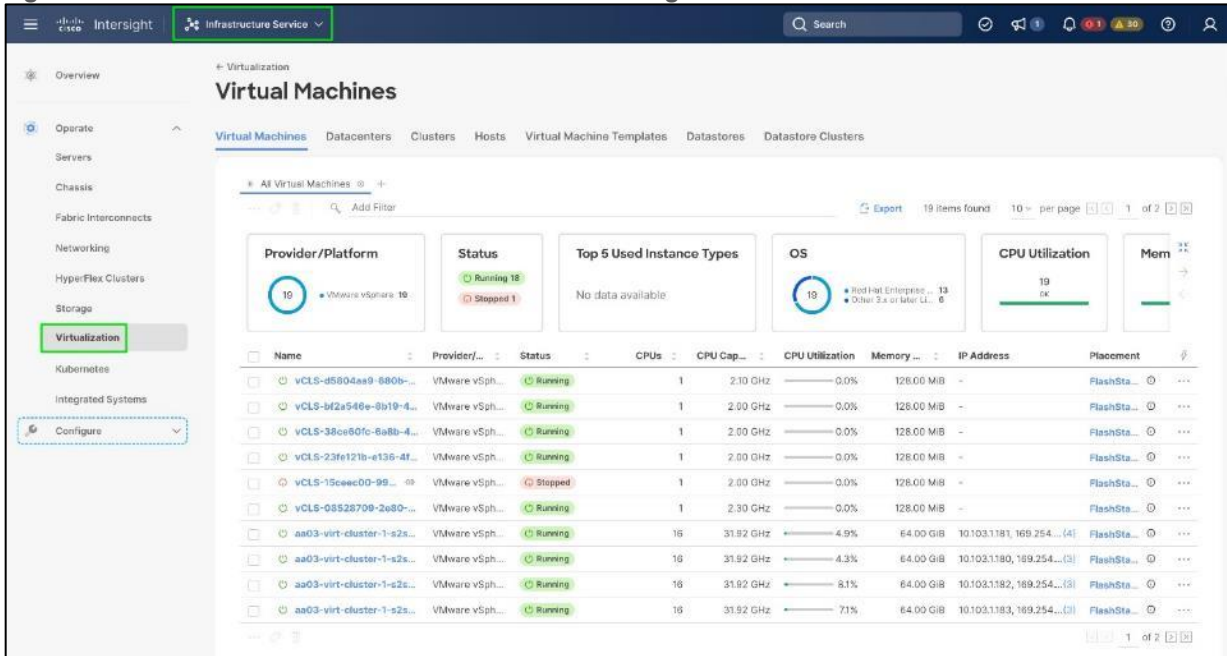 cisco Intersight Infrastructure Service Search 1 1 30
Overview
Operate
Servers
Chassis
Fabric Interconnects
Networking
HyperFlex Clusters
Storage
Virtualization
Kubernetes
Integrated Systems
Configure
← Virtualization
Virtual Machines
Virtual Machines Datacenters Clusters Hosts Virtual Machine Templates Datastores Datastore Clusters
All Virtual Machines +
Add Filter Export 19 items found 10 per page 1 of 2
Provider/Platform
19 VMware vSphere 19
Status
Running 18
Stopped 1
Top 5 Used Instance Types
No data available
OS
19 Red Hat Enterprise ... 13
Other 3.x or later Li... 6
CPU Utilization
19
OK
Mem
Name Provider/... Status CPUs CPU Cap... CPU Utilization Memory ... IP Address Placement
vCLS-d5804aa9-880b-... VMware vSph... Running 1 2.10 GHz 0.0% 128.00 MiB - FlashSta...
vCLS-bf2a546e-8b19-4... VMware vSph... Running 1 2.00 GHz 0.0% 128.00 MiB - FlashSta...
vCLS-38ce60fc-6a8b-4... VMware vSph... Running 1 2.00 GHz 0.0% 128.00 MiB - FlashSta...
vCLS-23fe121b-e136-4f... VMware vSph... Running 1 2.00 GHz 0.0% 128.00 MiB - FlashSta...
vCLS-15ceec00-99... VMware vSph... Stopped 1 2.00 GHz 0.0% 128.00 MiB - FlashSta...
vCLS-08528709-2e80-... VMware vSph... Running 1 2.30 GHz 0.0% 128.00 MiB - FlashSta...
aa03-virt-cluster-1-s2s... VMware vSph... Running 16 31.92 GHz 4.9% 64.00 GiB 10.103.1.181, 169.254....(4) FlashSta...
aa03-virt-cluster-1-s2s... VMware vSph... Running 16 31.92 GHz 4.3% 64.00 GiB 10.103.1.180, 169.254....(3) FlashSta...
aa03-virt-cluster-1-s2s... VMware vSph... Running 16 31.92 GHz 8.1% 64.00 GiB 10.103.1.182, 169.254....(3) FlashSta...
aa03-virt-cluster-1-s2s... VMware vSph... Running 16 31.92 GHz 7.1% 64.00 GiB 10.103.1.183, 169.254....(3) FlashSta...
1 of 2